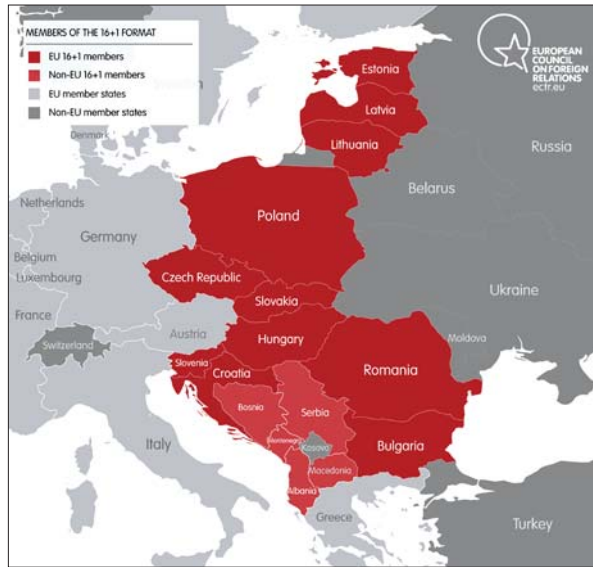 MEMBERS OF THE 16+1 FORMAT
EU 16+1 members
Non-EU 16+1 members
EU member states
Non-EU member states
EUROPEAN
COUNCIL
ON FOREIGN
RELATIONS
ecfr.eu
Estonia
Latvia
Lithuania
Russia
Denmark
Belarus
Netherlands
Poland
Germany
Belgium
Luxembourg
Czech Republic
Ukraine
Slovakia
France
Austria
Moldova
Switzerland
Hungary
Slovenia
Croatia
Romania
Bosnia
Serbia
Italy
Montenegro
Kosovo
Bulgaria
Macedonia
Albania
Greece
Turkey